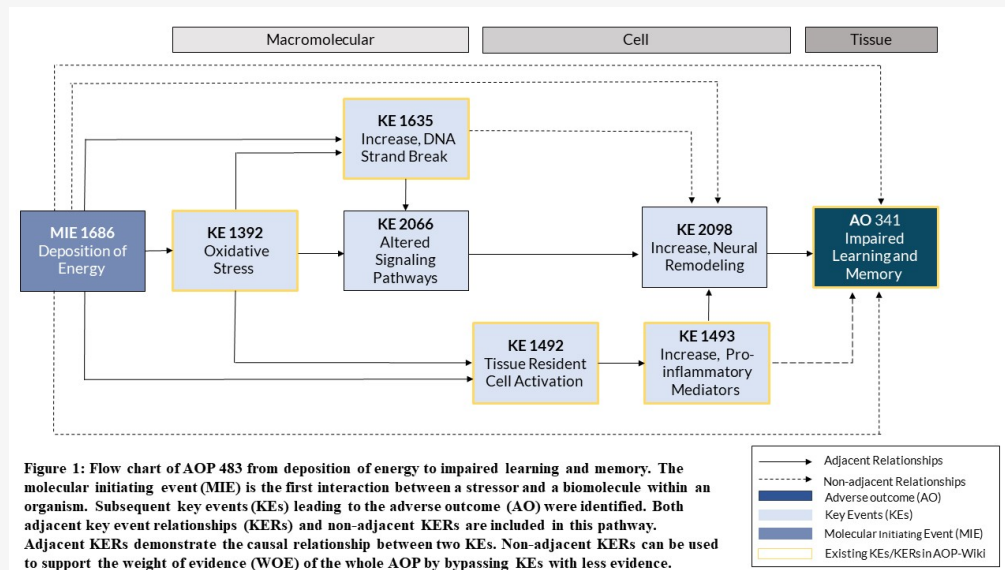 Macromolecular
Cell
Tissue
KE 1635
Increase, DNA
Strand Break
MIE 1686
Deposition of
Energy
KE 1392
Oxidative
Stress
KE 2066
Altered
Signaling
Pathways
KE 2098
Increase, Neural
Remodeling
AO 341
Impaired
Learning and
Memory
KE 1492
Tissue Resident
Cell Activation
KE 1493
Increase, Pro-
inflammatory
Mediators
Figure 1: Flow chart of AOP 483 from deposition of energy to impaired learning and memory. The
molecular initiating event (MIE) is the first interaction between a stressor and a biomolecule within an
organism. Subsequent key events (KEs) leading to the adverse outcome (AO) were identified. Both
adjacent key event relationships (KERs) and non-adjacent KERs are included in this pathway.
Adjacent KERs demonstrate the causal relationship between two KEs. Non-adjacent KERs can be used
to support the weight of evidence (WOE) of the whole AOP by bypassing KEs with less evidence.
Adjacent Relationships
Non-adjacent Relationships
Adverse outcome (AO)
Key Events (KEs)
Molecular Initiating Event (MIE)
Existing KEs/KERs in AOP-Wiki